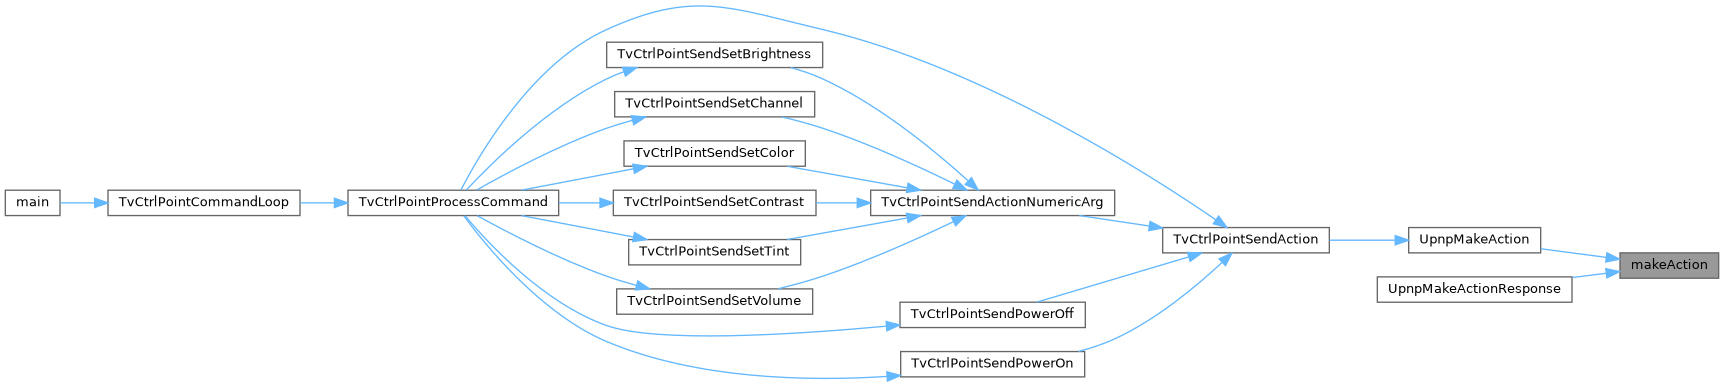 main
TvCtrlPointCommandLoop
TvCtrlPointProcessCommand
TvCtrlPointSendSetBrightness
TvCtrlPointSendSetChannel
TvCtrlPointSendSetColor
TvCtrlPointSendSetContrast
TvCtrlPointSendSetTint
TvCtrlPointSendSetVolume
TvCtrlPointSendActionNumericArg
TvCtrlPointSendPowerOff
TvCtrlPointSendPowerOn
TvCtrlPointSendAction
UpnpMakeAction
UpnpMakeActionResponse
makeAction